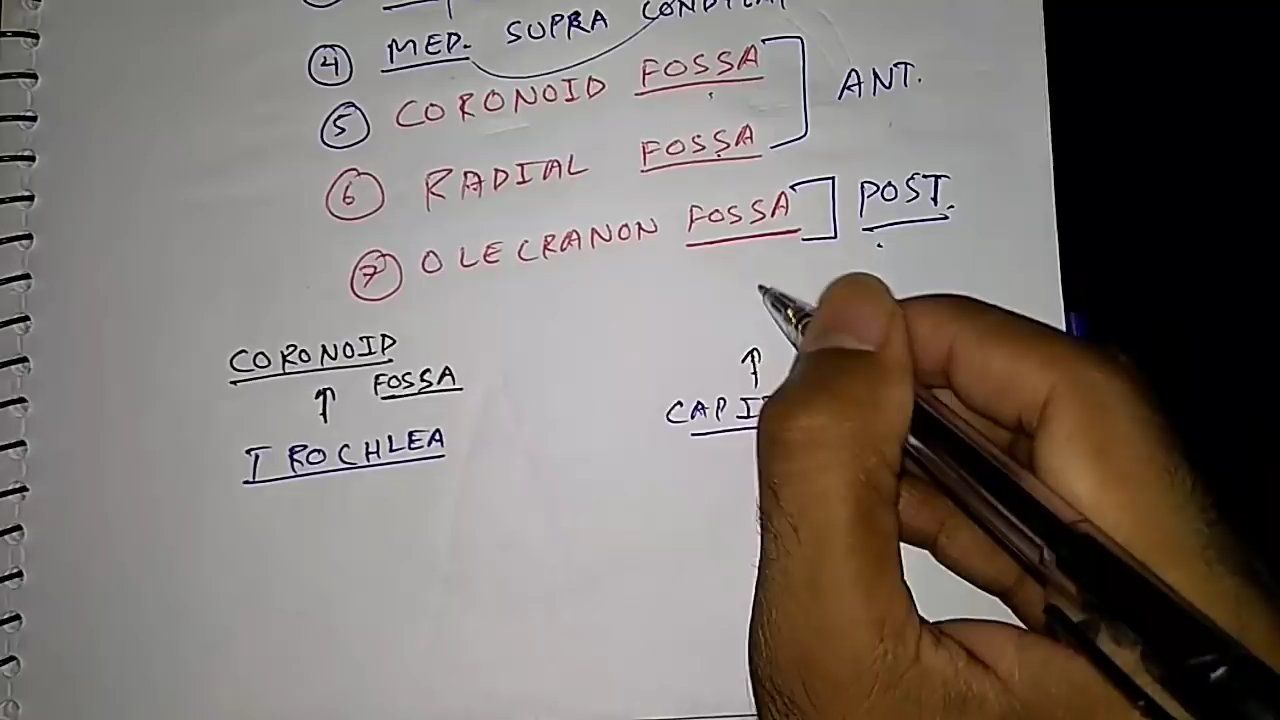 ④ MED. SUPRA
⑤ CORONOID FOSSA
ANT.
⑥ RADIAL FOSSA
⑦ OLECRANON FOSSA
POST.
CORONOID
↑ FOSSA
TROCHLEA
↑